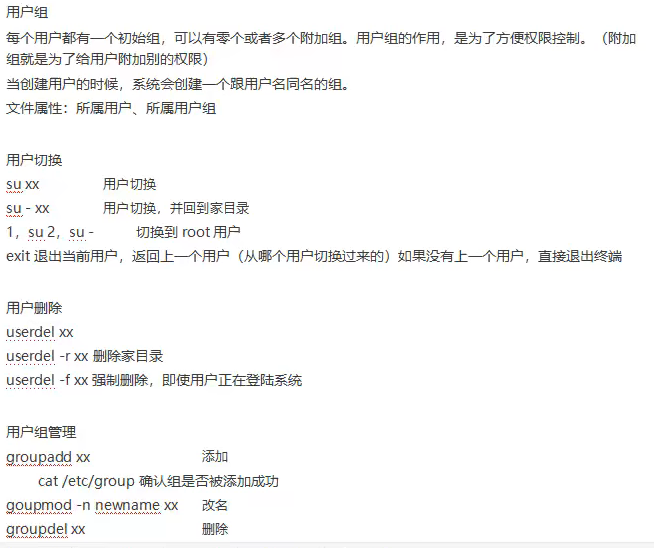 用户组
每个用户都有一个初始组，可以有零个或者多个附加组。用户组的作用，是为了方便权限控制。（附加
组就是为了给用户附加别的权限）
当创建用户的时候，系统会创建一个跟用户名同名的组。
文件属性：所属用户、所属用户组
用户切换
su xx 用户切换
su - xx 用户切换，并回到家目录
1，su 2，su - 切换到 root 用户
exit 退出当前用户，返回上一个用户（从哪个用户切换过来的）如果没有上一个用户，直接退出终端
用户删除
userdel xx
userdel -r xx 删除家目录
userdel -f xx 强制删除，即使用户正在登陆系统
用户组管理
groupadd xx 添加
cat /etc/group 确认组是否被添加成功
goupmod -n newname xx 改名
groupdel xx 删除